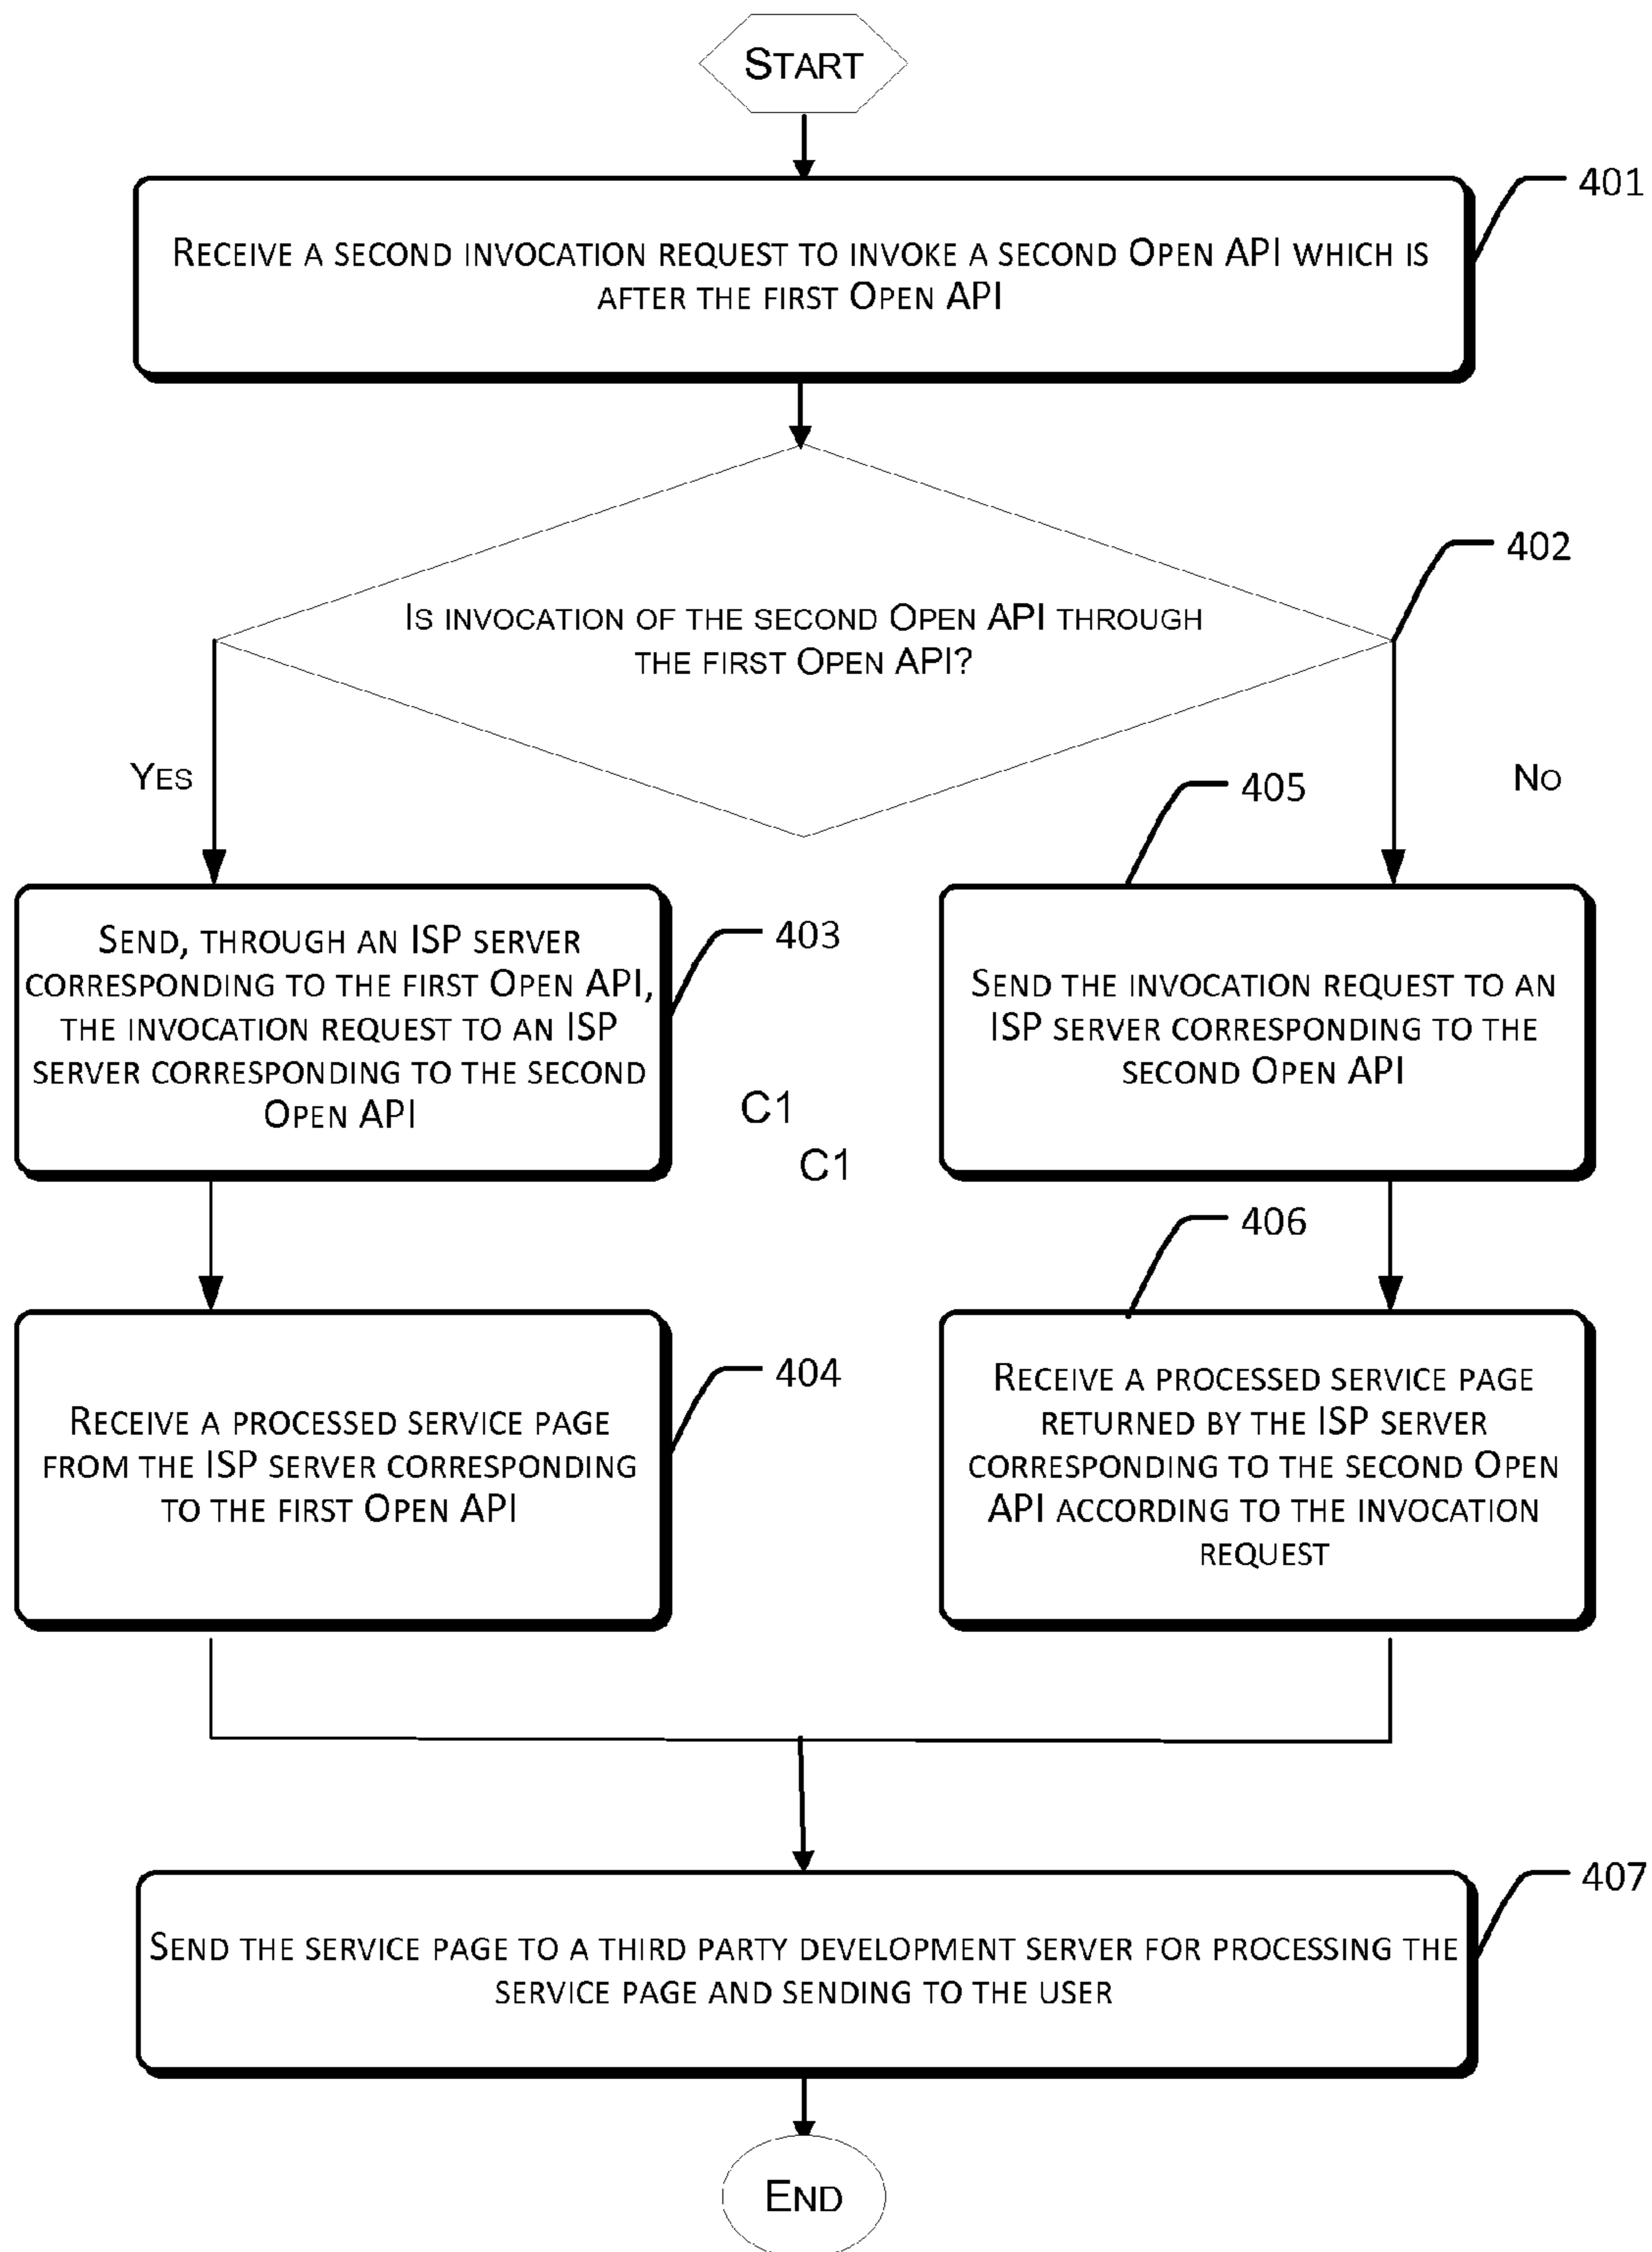 START
401
RECEIVE A SECOND INVOCATION REQUEST TO INVOKE A SECOND OPEN API WHICH IS
AFTER THE FIRST OPEN API
402
IS INVOCATION OF THE SECOND OPEN API THROUGH
THE FIRST OPEN API?
YES
NO
403
SEND, THROUGH AN ISP SERVER
CORRESPONDING TO THE FIRST OPEN API,
THE INVOCATION REQUEST TO AN ISP
SERVER CORRESPONDING TO THE SECOND
OPEN API
405
SEND THE INVOCATION REQUEST TO AN
ISP SERVER CORRESPONDING TO THE
SECOND OPEN API
C1
C1
404
RECEIVE A PROCESSED SERVICE PAGE
FROM THE ISP SERVER CORRESPONDING
TO THE FIRST OPEN API
406
RECEIVE A PROCESSED SERVICE PAGE
RETURNED BY THE ISP SERVER
CORRESPONDING TO THE SECOND OPEN
API ACCORDING TO THE INVOCATION
REQUEST
407
SEND THE SERVICE PAGE TO A THIRD PARTY DEVELOPMENT SERVER FOR PROCESSING THE
SERVICE PAGE AND SENDING TO THE USER
END